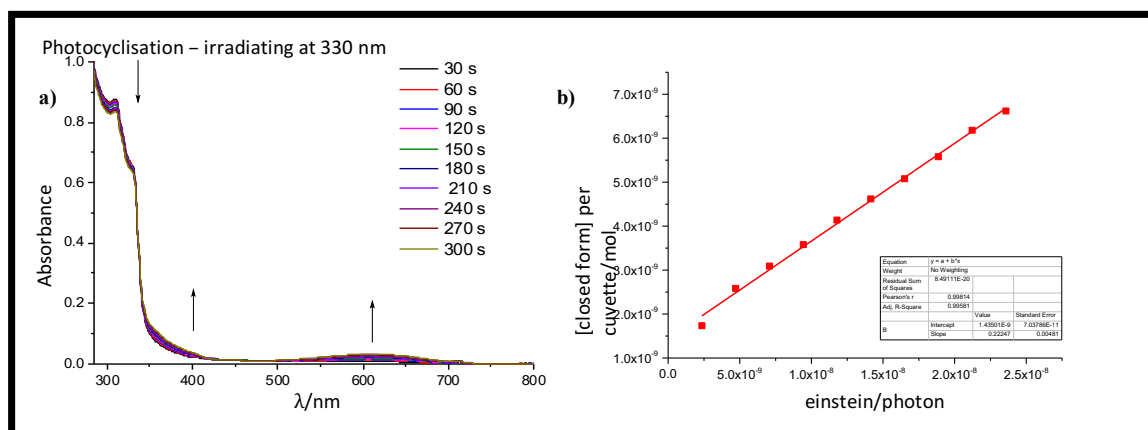 Photocyclisation – irradiating at 330 nm
a)
1.0
0.8
0.6
0.4
0.2
0.0
Absorbance
300
400
500
600
700
800
λ/nm
30 s
60 s
90 s
120 s
150 s
180 s
210 s
240 s
270 s
300 s
b)
7.0x10⁻⁹
6.0x10⁻⁹
5.0x10⁻⁹
4.0x10⁻⁹
3.0x10⁻⁹
2.0x10⁻⁹
1.0x10⁻⁹
[closed form] per
cuvette/mol
0.0
5.0x10⁻⁹
1.0x10⁻⁸
1.5x10⁻⁸
2.0x10⁻⁸
2.5x10⁻⁸
einstein/photon
Equation y = a + b*x
Weight No Weighting
Residual Sum of Squares 8.49111E-20
Pearson's r 0.99814
Adj. R-Square 0.99581
Value Standard Error
B Intercept 1.43501E-9 7.03786E-11
Slope 0.22247 0.00481